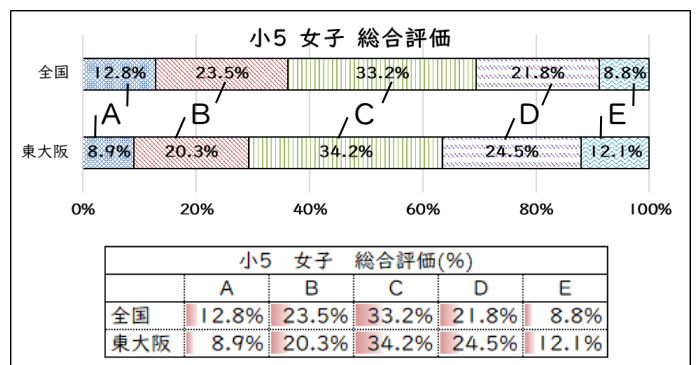 小5 女子 総合評価
全国 12.8% 23.5% 33.2% 21.8% 8.8%
A B C D E
東大阪 8.9% 20.3% 34.2% 24.5% 12.1%
0% 20% 40% 60% 80% 100%
小5 女子 総合評価(%)
A B C D E
全国 12.8% 23.5% 33.2% 21.8% 8.8%
東大阪 8.9% 20.3% 34.2% 24.5% 12.1%